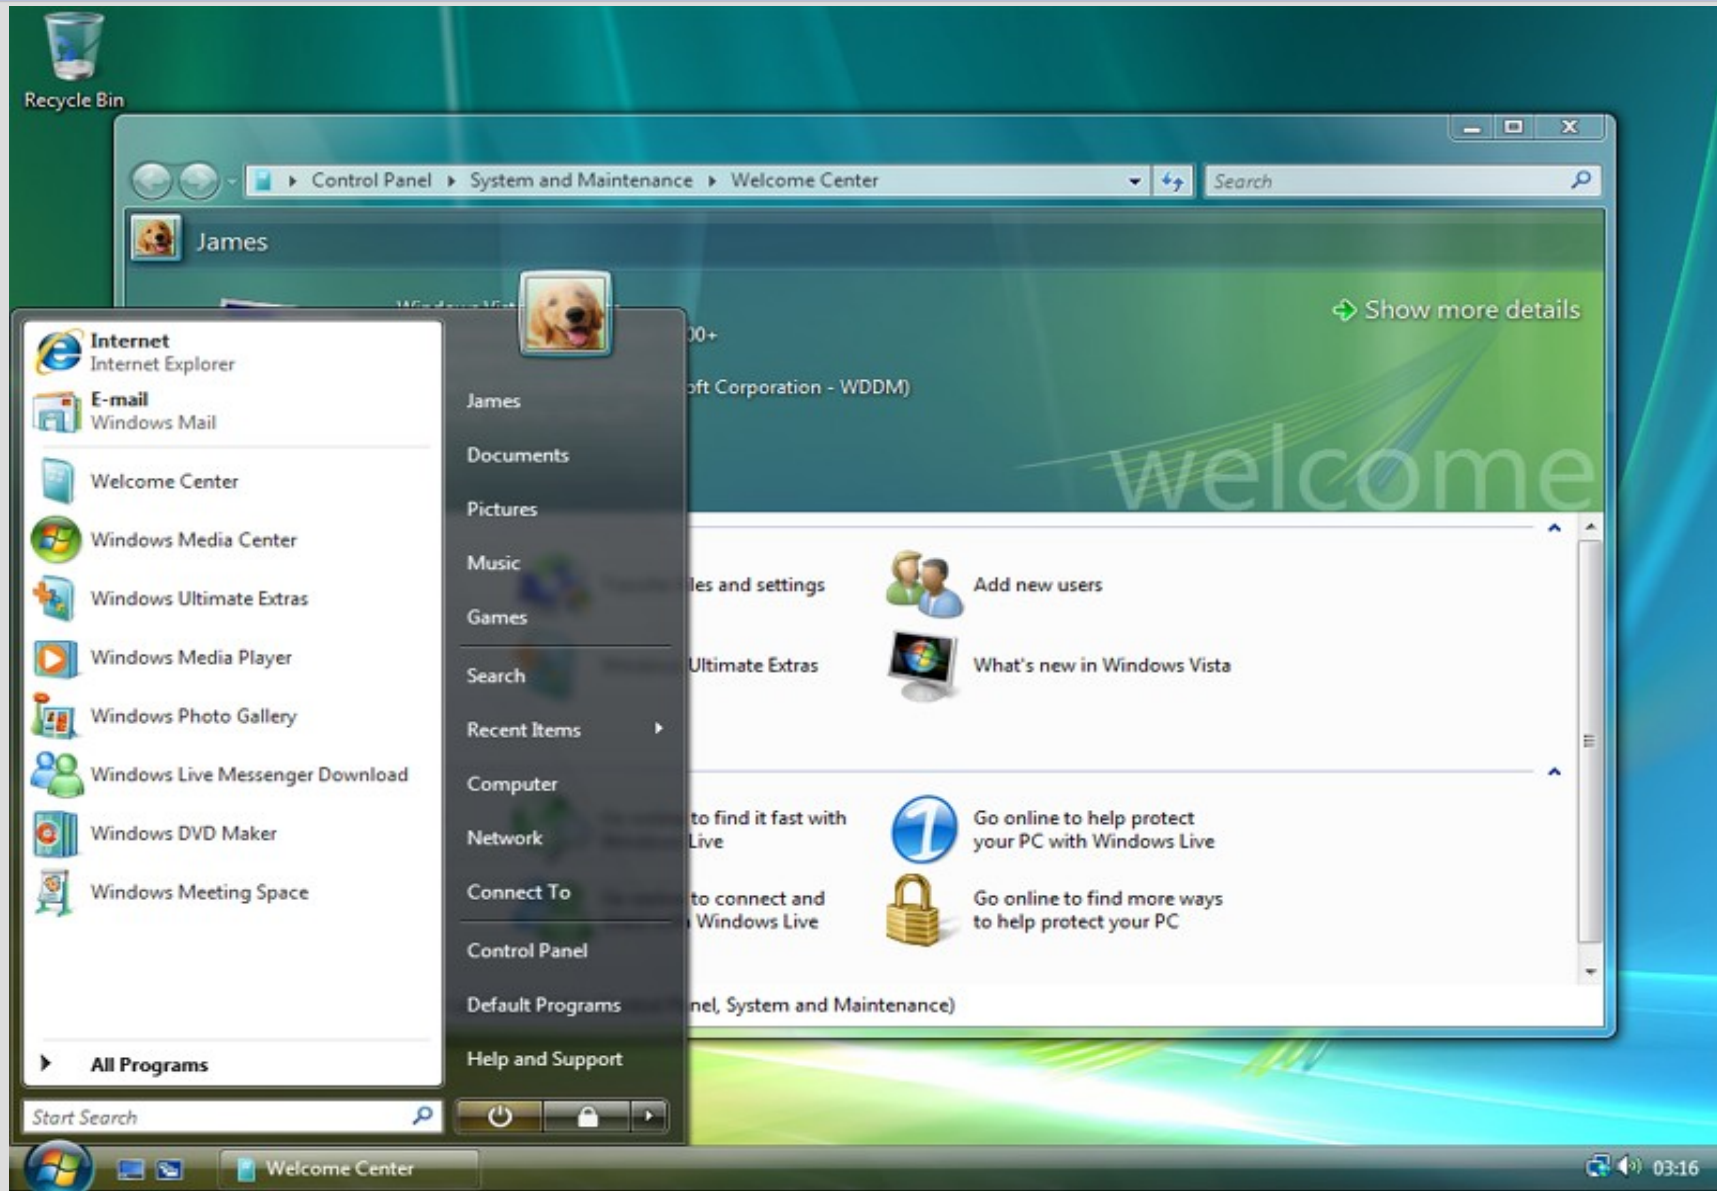 Recycle Bin
Control Panel
System and Maintenance
Welcome Center
Search
James
Show more details
00+
oft Corporation - WDDM)
welcome
Internet
Internet Explorer
E-mail
Windows Mail
Welcome Center
Windows Media Center
Windows Ultimate Extras
Windows Media Player
Windows Photo Gallery
Windows Live Messenger Download
Windows DVD Maker
Windows Meeting Space
All Programs
Start Search
James
Documents
Pictures
Music
Games
Search
Recent Items
Computer
Network
Connect To
Control Panel
Default Programs
Help and Support
les and settings
Add new users
Ultimate Extras
What's new in Windows Vista
to find it fast with
Live
Go online to help protect
your PC with Windows Live
to connect and
Windows Live
Go online to find more ways
to help protect your PC
nel, System and Maintenance)
Welcome Center
03:16